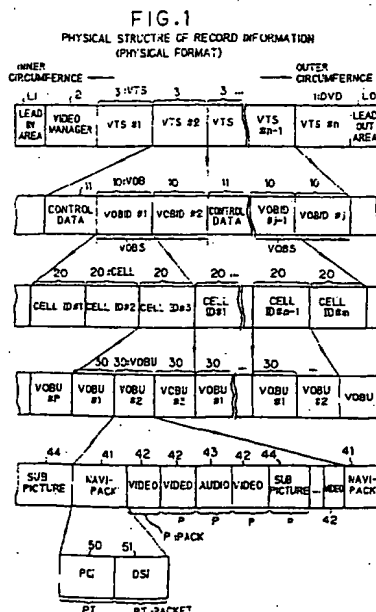 FIG.1
PHYSICAL STRUCTRE OF RECORD INFORMATION
(PHYSICAL FORMAT)
INNER CIRCUMFERNCE
OUTER CIRCUMFERNCE
L1 2 3:VTS 3 3 ... 1:DVD LO
LEAD IN AREA VIDEO MANAGER VTS #1 VTS #2 VTS VTS #n-1 VTS #n LEAD OUT AREA
11 10:VOB 10 11 10 10
CONTROL DATA VOBID #1 VOBID #2 CONTROL DATA VOBID #j-1 VOBID #j
VOBS VOBS
20 20:CELL 20 20 ... 20 20
CELL ID#1 CELL ID#2 CELL ID#3 CELL ID#1 CELL ID#n-1 CELL ID#n
30 30:VOBU 30 30 ... 30 ...
VOBU #P VOBU #1 VOBU #2 VOBU #3 VOBU #1 VOBU #1 VOBU #2 VOBU
44 41 42 42 43 42 44 41
SUB PICTURE NAVI-PACK VIDEO VIDEO AUDIO VIDEO SUB PICTURE ... VIDEO
42
P P P P
P:PACK
50 51
PCI DSI
PT PT:PACKET